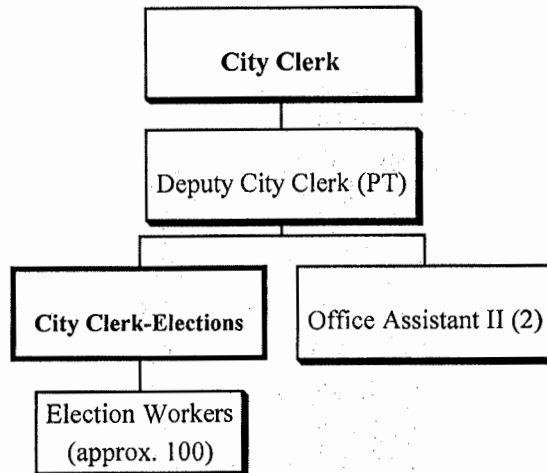 City Clerk
Deputy City Clerk (PT)
City Clerk-Elections
Office Assistant II (2)
Election Workers
(approx. 100)